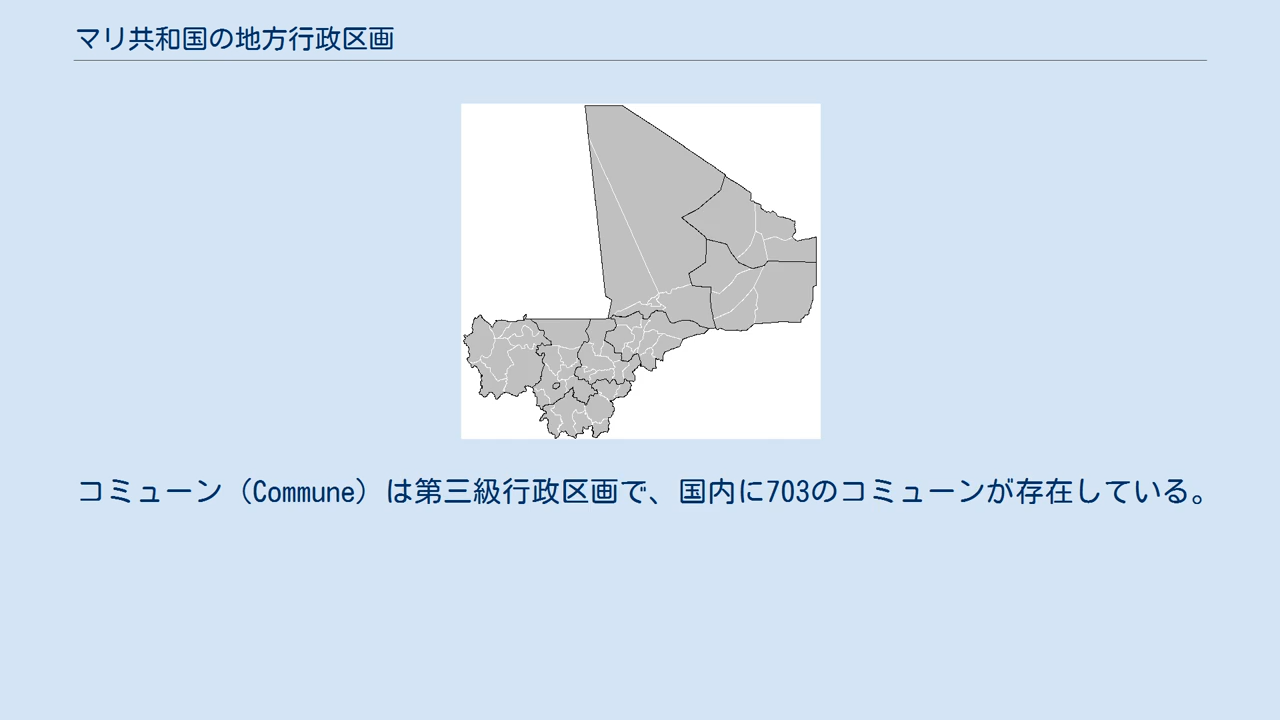 マリ共和国の地方行政区画
コミューン（Commune）は第三級行政区画で、国内に703のコミューンが存在している。